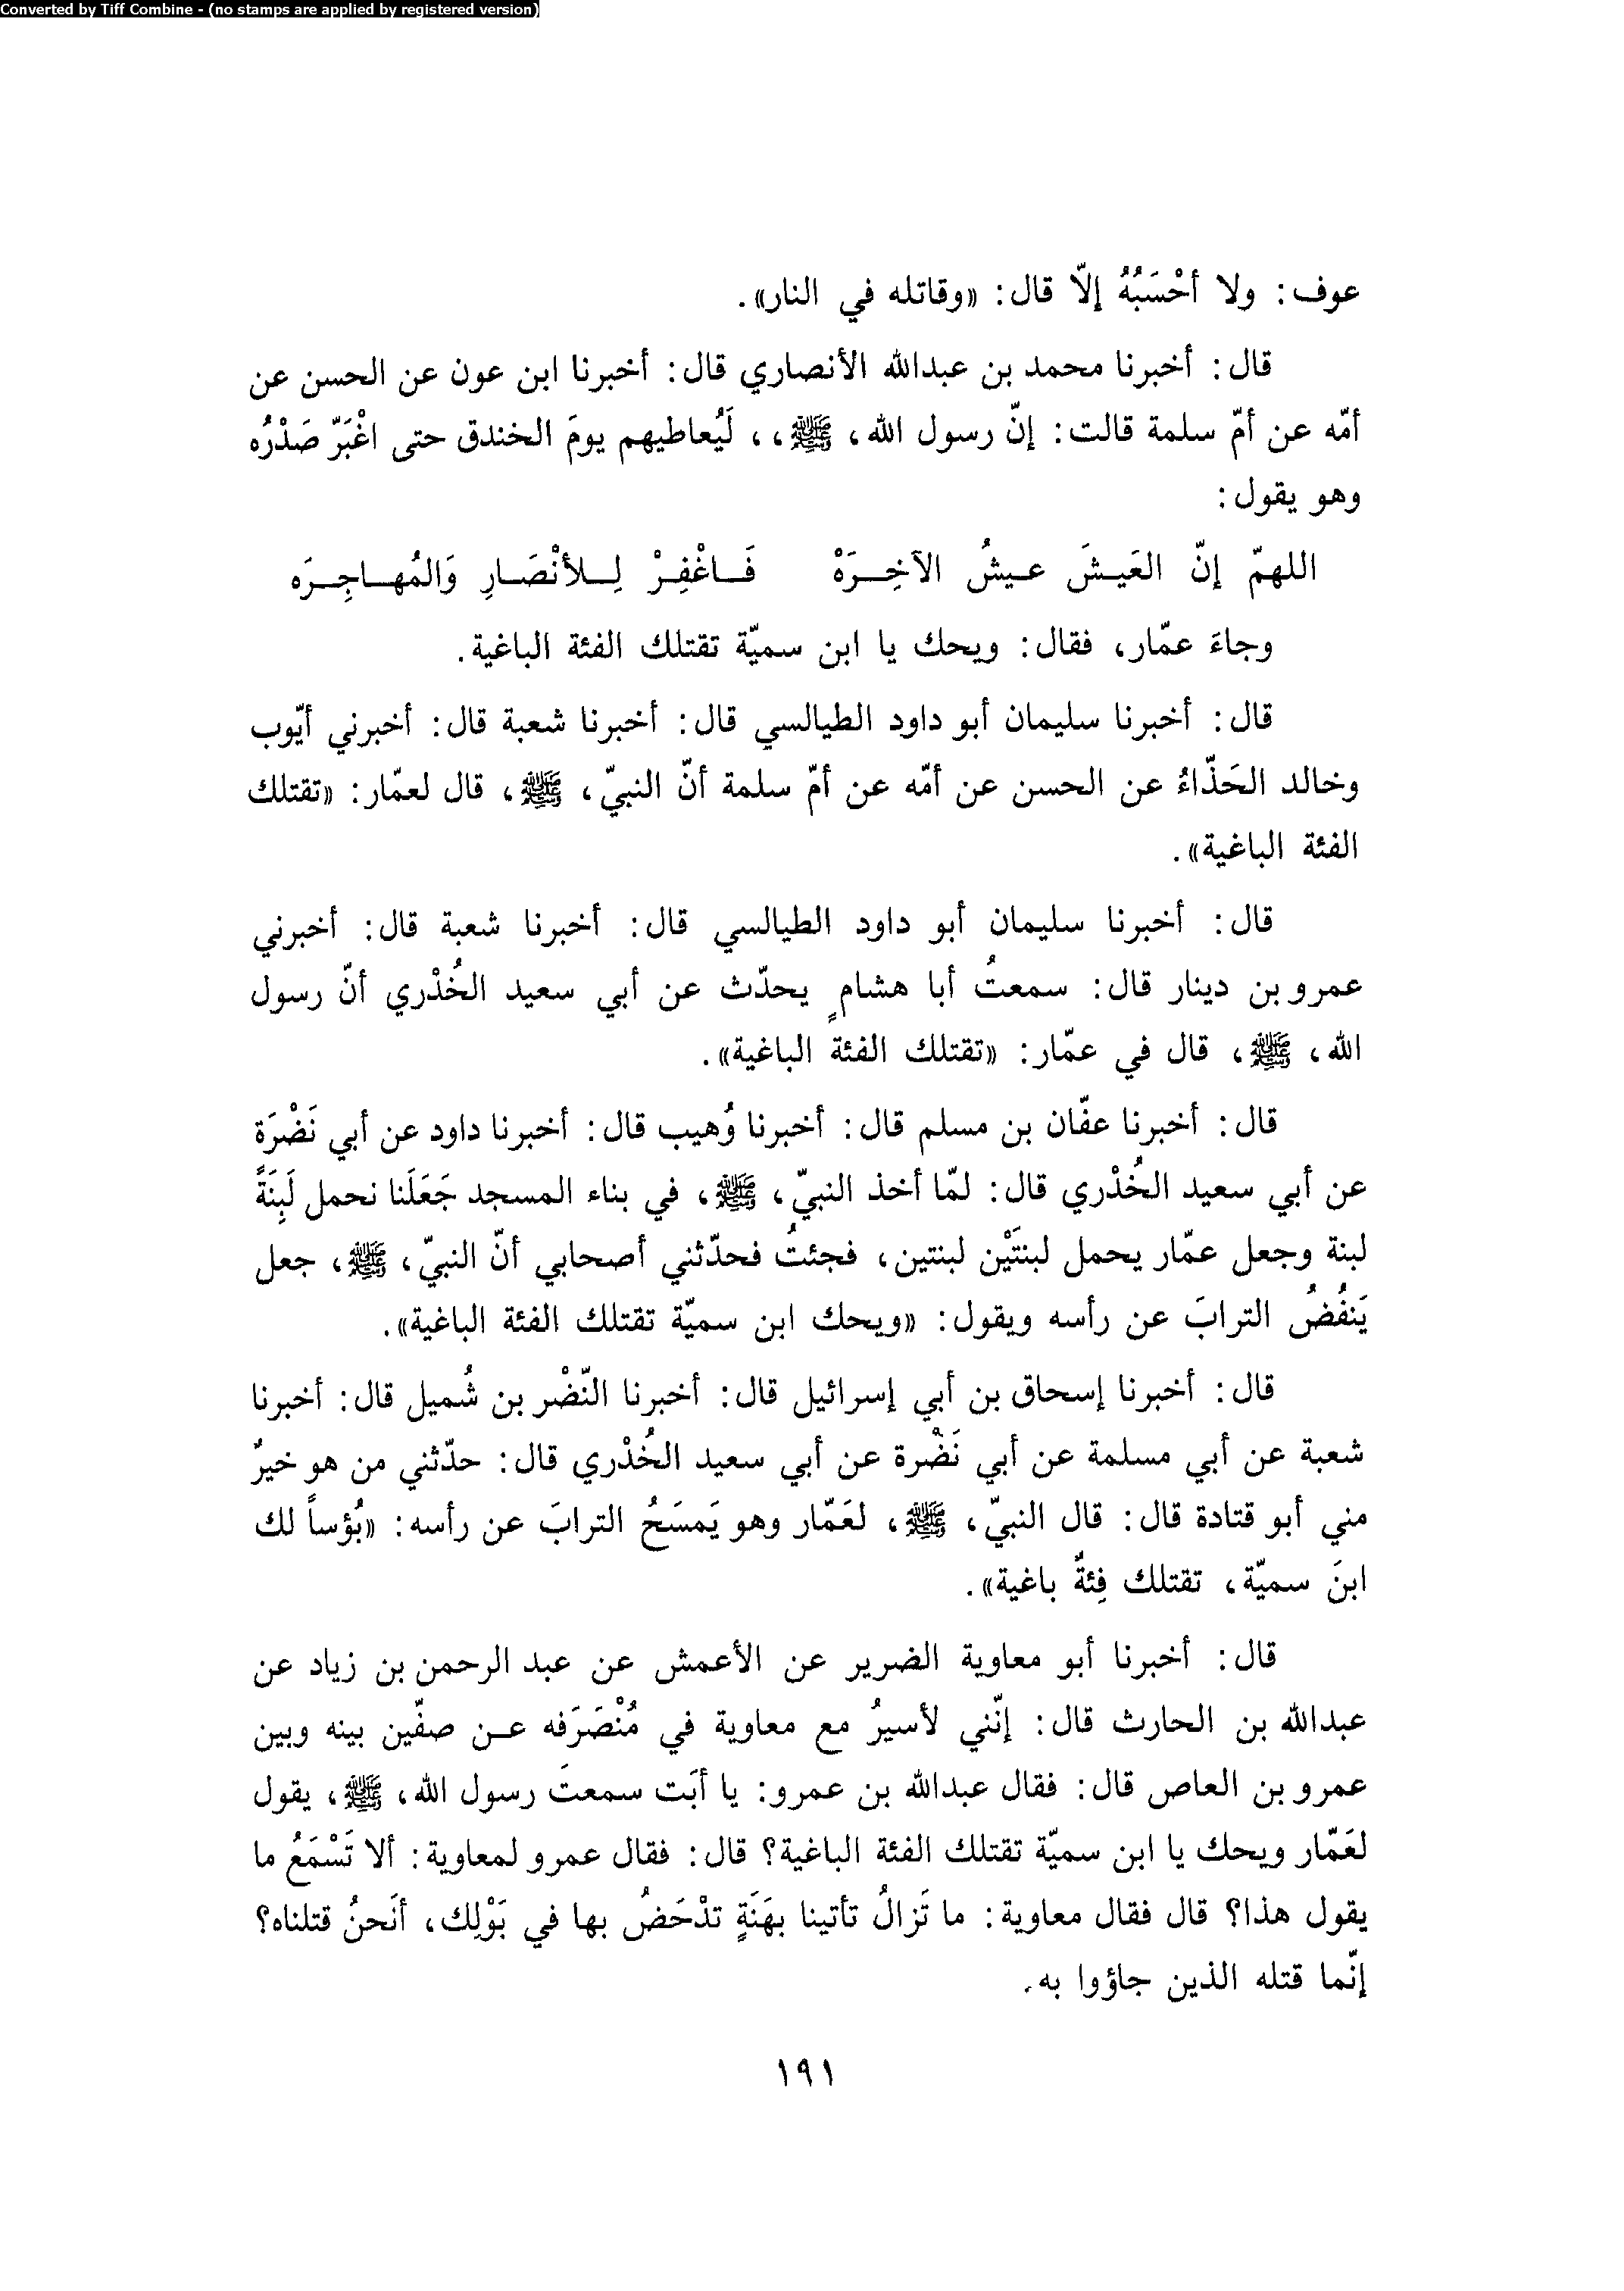 Converted by Tiff Combine - (no stamps are applied by registered version)
عوف: ولا أحْسَبُهُ إلاّ قال: «وقاتله في النار».
قال: أخبرنا محمد بن عبدالله الأنصاري قال: أخبرنا ابن عون عن الحسن عن
أمّه عن أمّ سلمة قالت: إنّ رسول الله، ﷺ،، لَيُعاطيهم يومَ الخندق حتى اغْبَرّ صَدْرُه
وهو يقول:
اللهمّ إنّ العَيشَ عيشُ الآخِرَهْ فَاغْفِرْ لِلأنْصَارِ وَالمُهاجِرَه
وجاءَ عمّار، فقال: ويحك يا ابن سميّة تقتلك الفئة الباغية.
قال: أخبرنا سليمان أبو داود الطيالسي قال: أخبرنا شعبة قال: أخبرني أيّوب
وخالد الحَذّاءُ عن الحسن عن أمّه عن أمّ سلمة أنّ النبيّ، ﷺ، قال لعمّار: «تقتلك
الفئة الباغية».
قال: أخبرنا سليمان أبو داود الطيالسي قال: أخبرنا شعبة قال: أخبرني
عمرو بن دينار قال: سمعتُ أبا هشامٍ يحدّث عن أبي سعيد الخُدْري أنّ رسول
الله، ﷺ، قال في عمّار: «تقتلك الفئة الباغية».
قال: أخبرنا عفّان بن مسلم قال: أخبرنا وُهيب قال: أخبرنا داود عن أبي نَضْرَة
عن أبي سعيد الخُدْري قال: لمّا أخذ النبيّ، ﷺ، في بناء المسجد جَعَلَنا نحمل لَبِنَةً
لبنة وجعل عمّار يحمل لبنتَيْن لبنتين، فجئتُ فحدّثني أصحابي أنّ النبيّ، ﷺ، جعل
يَنفُضُ الترابَ عن رأسه ويقول: «ويحك ابن سميّة تقتلك الفئة الباغية».
قال: أخبرنا إسحاق بن أبي إسرائيل قال: أخبرنا النّضْر بن شُميل قال: أخبرنا
شعبة عن أبي مسلمة عن أبي نَضْرة عن أبي سعيد الخُدْري قال: حدّثني من هو خيرٌ
مني أبو قتادة قال: قال النبيّ، ﷺ، لعَمّار وهو يَمسَحُ الترابَ عن رأسه: «بُؤساً لك
ابنَ سميّة، تقتلك فِئةٌ باغية».
قال: أخبرنا أبو معاوية الضرير عن الأعمش عن عبد الرحمن بن زياد عن
عبدالله بن الحارث قال: إنّني لأسيرُ مع معاوية في مُنْصَرَفه عن صفّين بينه وبين
عمرو بن العاص قال: فقال عبدالله بن عمرو: يا أبَت سمعتَ رسول الله، ﷺ، يقول
لعَمّار ويحك يا ابن سميّة تقتلك الفئة الباغية؟ قال: فقال عمرو لمعاوية: ألا تَسْمَعُ ما
يقول هذا؟ قال فقال معاوية: ما تَزالُ تأتينا بهَنَةٍ تدْحَضُ بها في بَوْلِك، أنَحنُ قتلناه؟
إنّما قتله الذين جاؤوا به.
١٩١